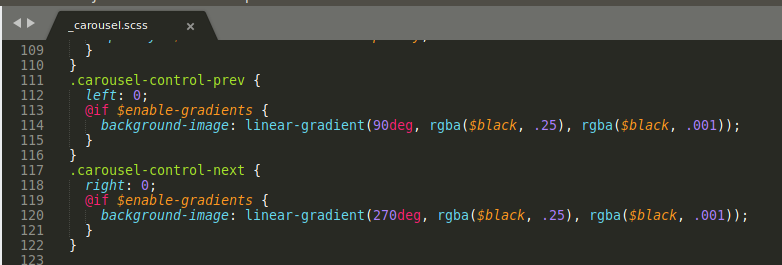 _carousel.scss ×
109 }
110 }
111 .carousel-control-prev {
112 left: 0;
113 @if $enable-gradients {
114 background-image: linear-gradient(90deg, rgba($black, .25), rgba($black, .001));
115 }
116 }
117 .carousel-control-next {
118 right: 0;
119 @if $enable-gradients {
120 background-image: linear-gradient(270deg, rgba($black, .25), rgba($black, .001));
121 }
122 }
123